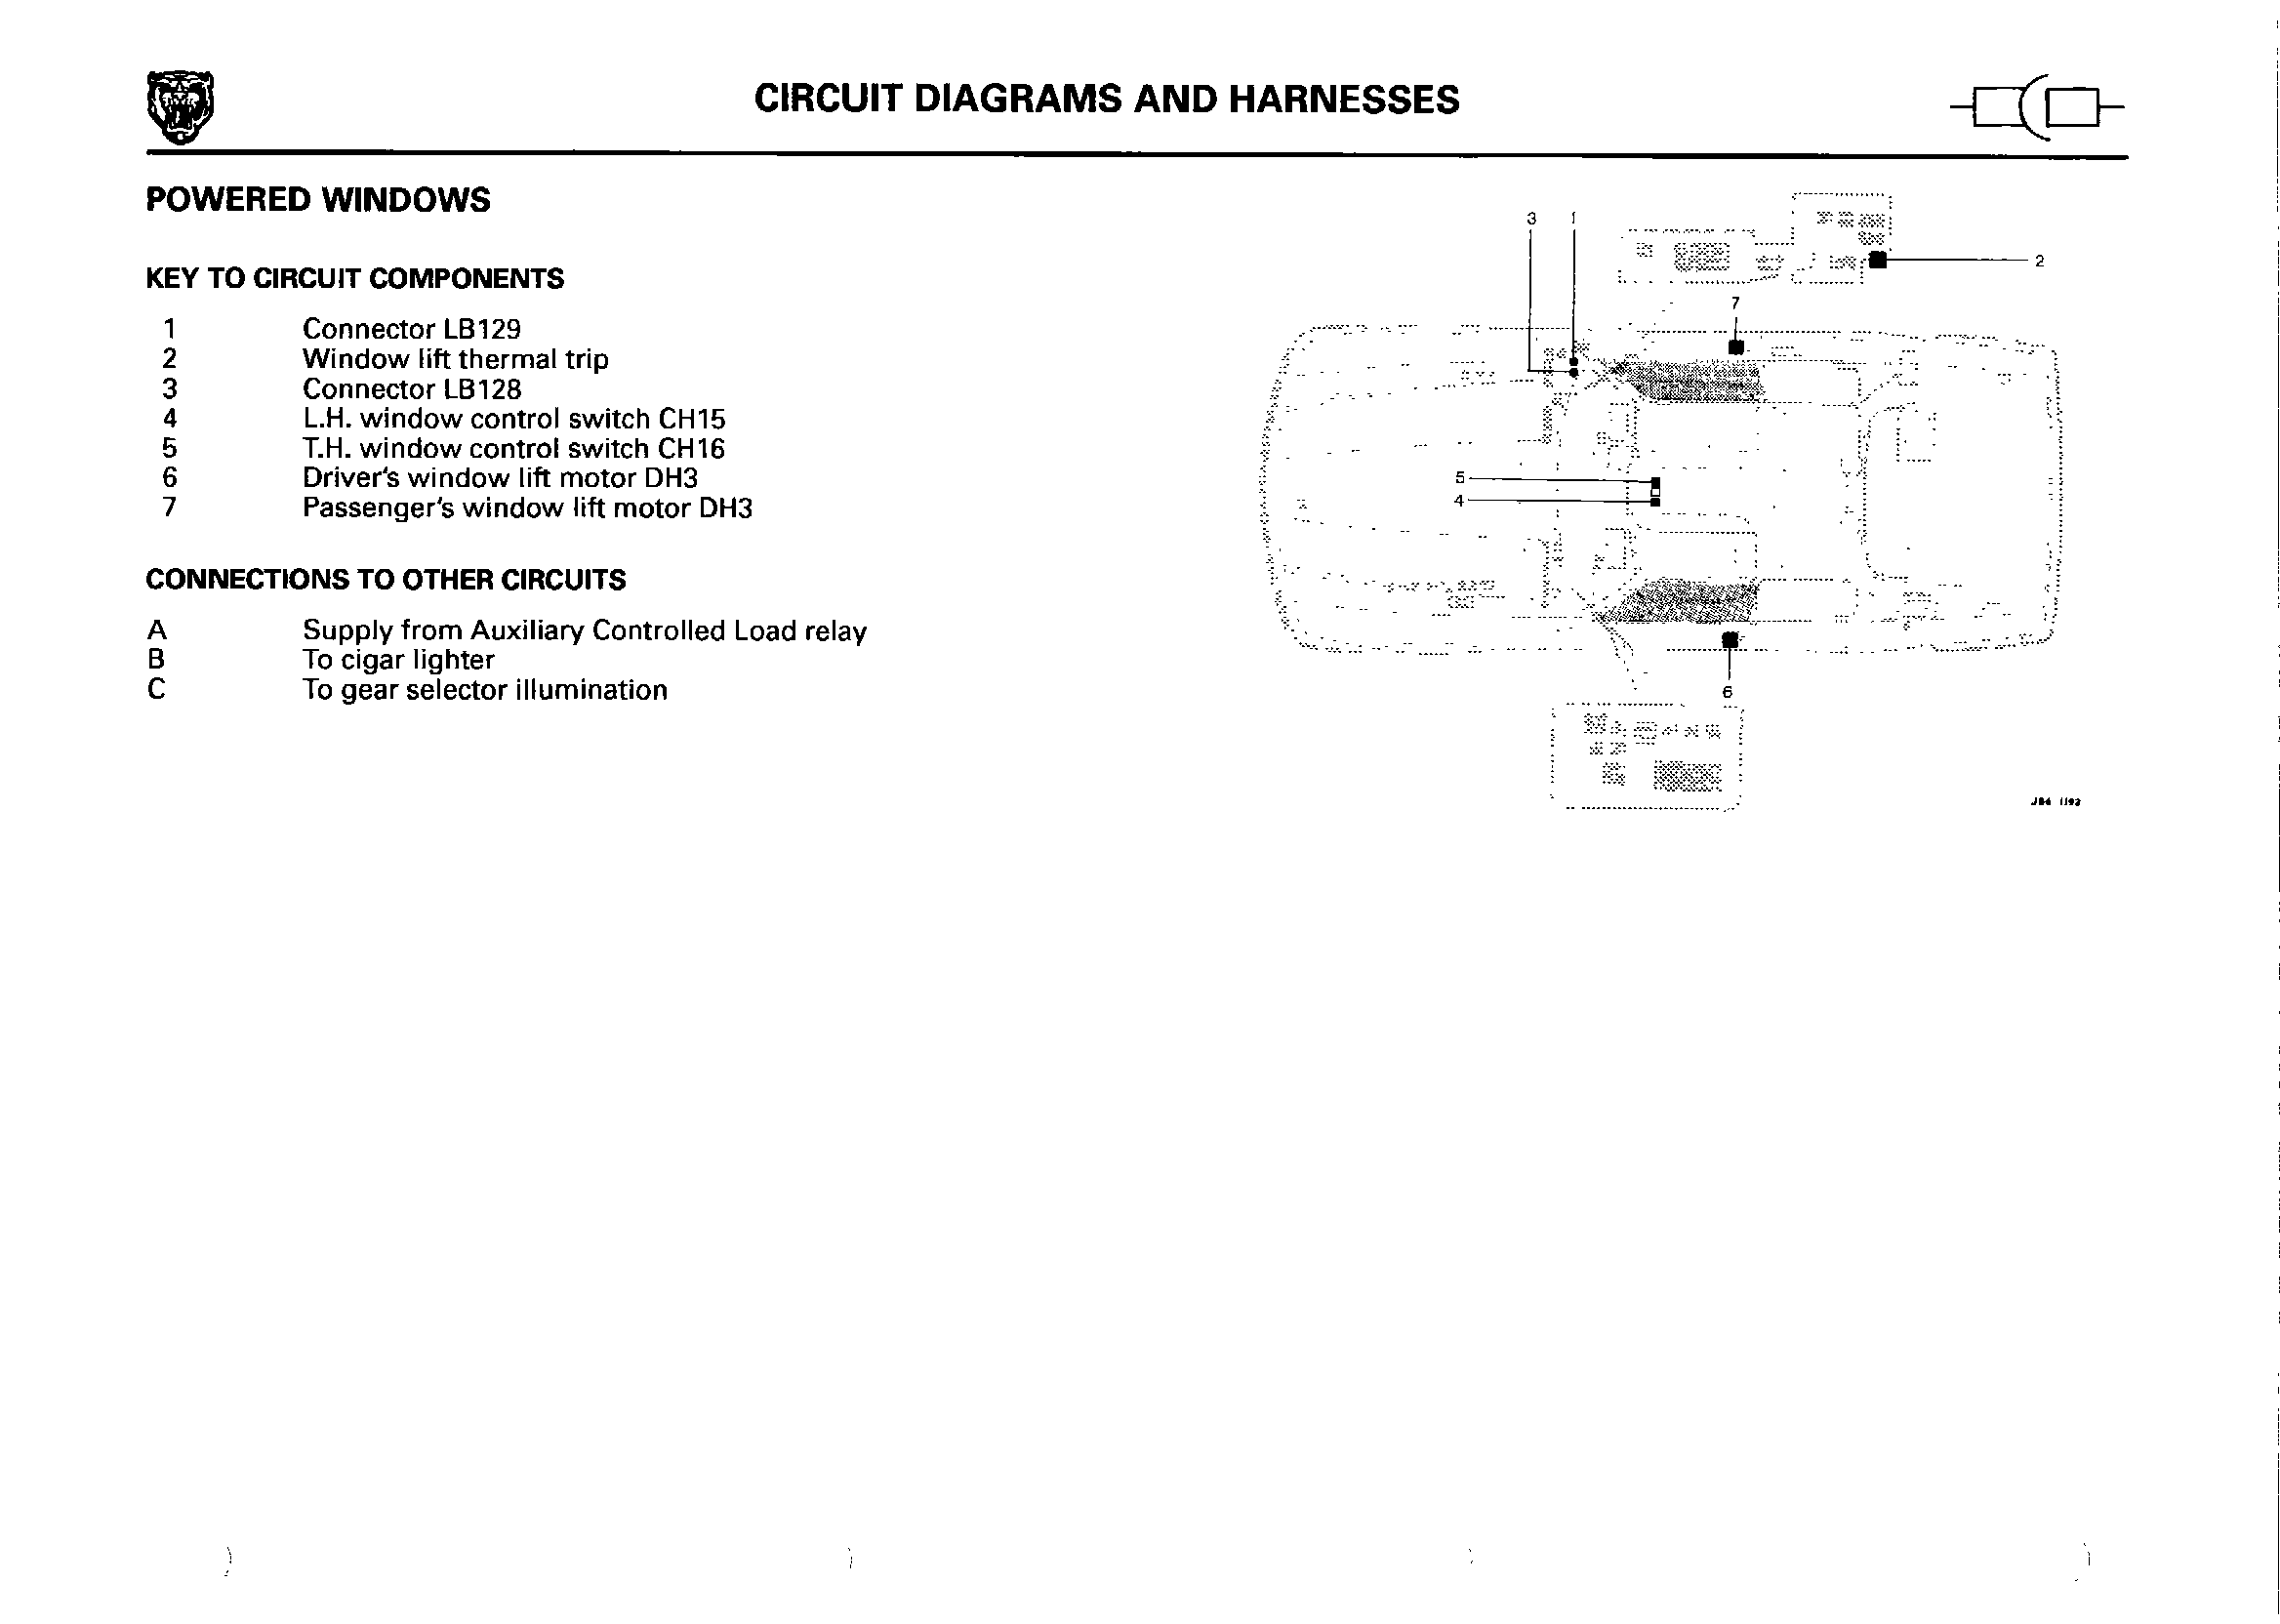 CIRCUIT DIAGRAMS AND HARNESSES
POWERED WINDOWS
KEY TO CIRCUIT COMPONENTS
1 Connector LB129
2 Window lift thermal trip
3 Connector LB128
4 L.H. window control switch CH15
5 T.H. window control switch CH16
6 Driver's window lift motor DH3
7 Passenger's window lift motor DH3
CONNECTIONS TO OTHER CIRCUITS
A Supply from Auxiliary Controlled Load relay
B To cigar lighter
C To gear selector illumination
3 1
2
7
5
4
6